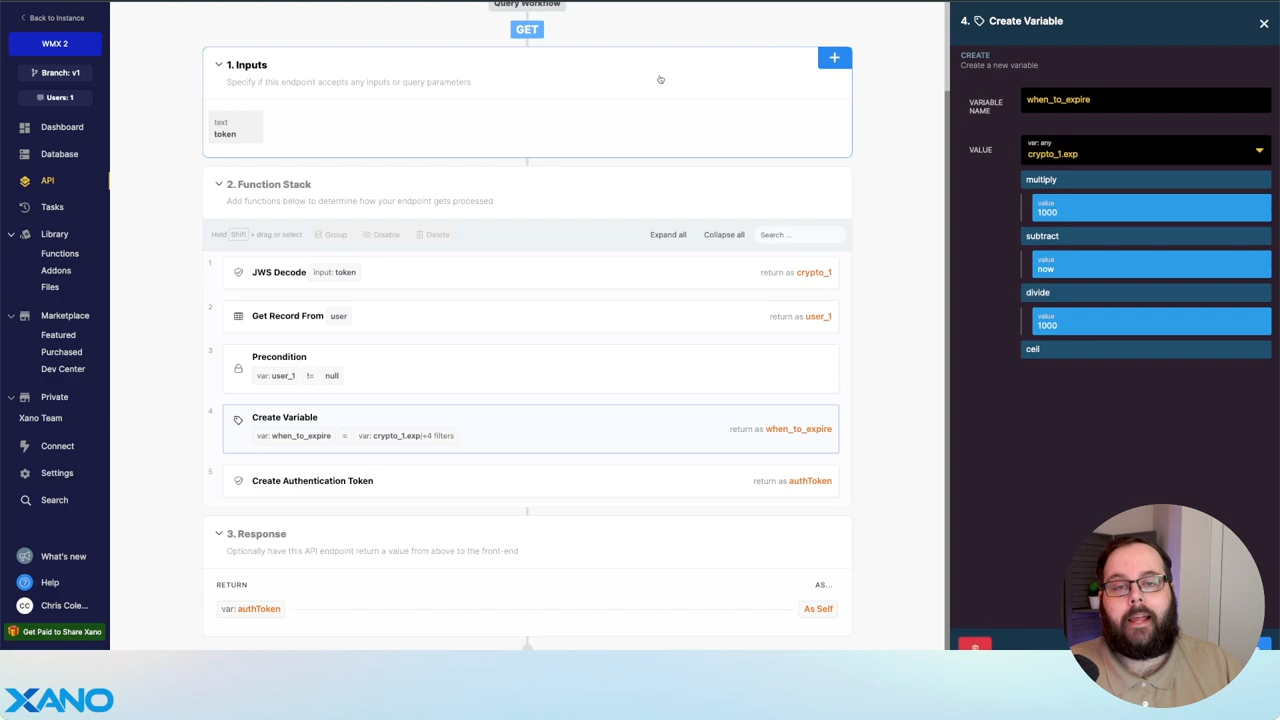 Back to Instance
WMX 2
Branch: v1
Users: 1
Dashboard
Database
API
Tasks
Library
Functions
Addons
Files
Marketplace
Featured
Purchased
Dev Center
Private
Xano Team
Connect
Settings
Search
What's new
Help
Chris Cole...
Get Paid to Share Xano
Query Workflow
GET
1. Inputs
Specify if this endpoint accepts any inputs or query parameters
text
token
2. Function Stack
Add functions below to determine how your endpoint gets processed
Hold Shift + drag or select Group Disable Delete Expand all Collapse all Search ...
1
JWS Decode input: token return as crypto_1
2
Get Record From user return as user_1
3
Precondition
var: user_1 != null
4
Create Variable
var: when_to_expire = var: crypto_1.exp|+4 filters
return as when_to_expire
5
Create Authentication Token return as authToken
3. Response
Optionally have this API endpoint return a value from above to the front-end
RETURN AS...
var: authToken As Self
4. Create Variable
CREATE
Create a new variable
VARIABLE NAME
when_to_expire
VALUE
var: any
crypto_1.exp
multiply
value
1000
subtract
value
now
divide
value
1000
ceil
XANO